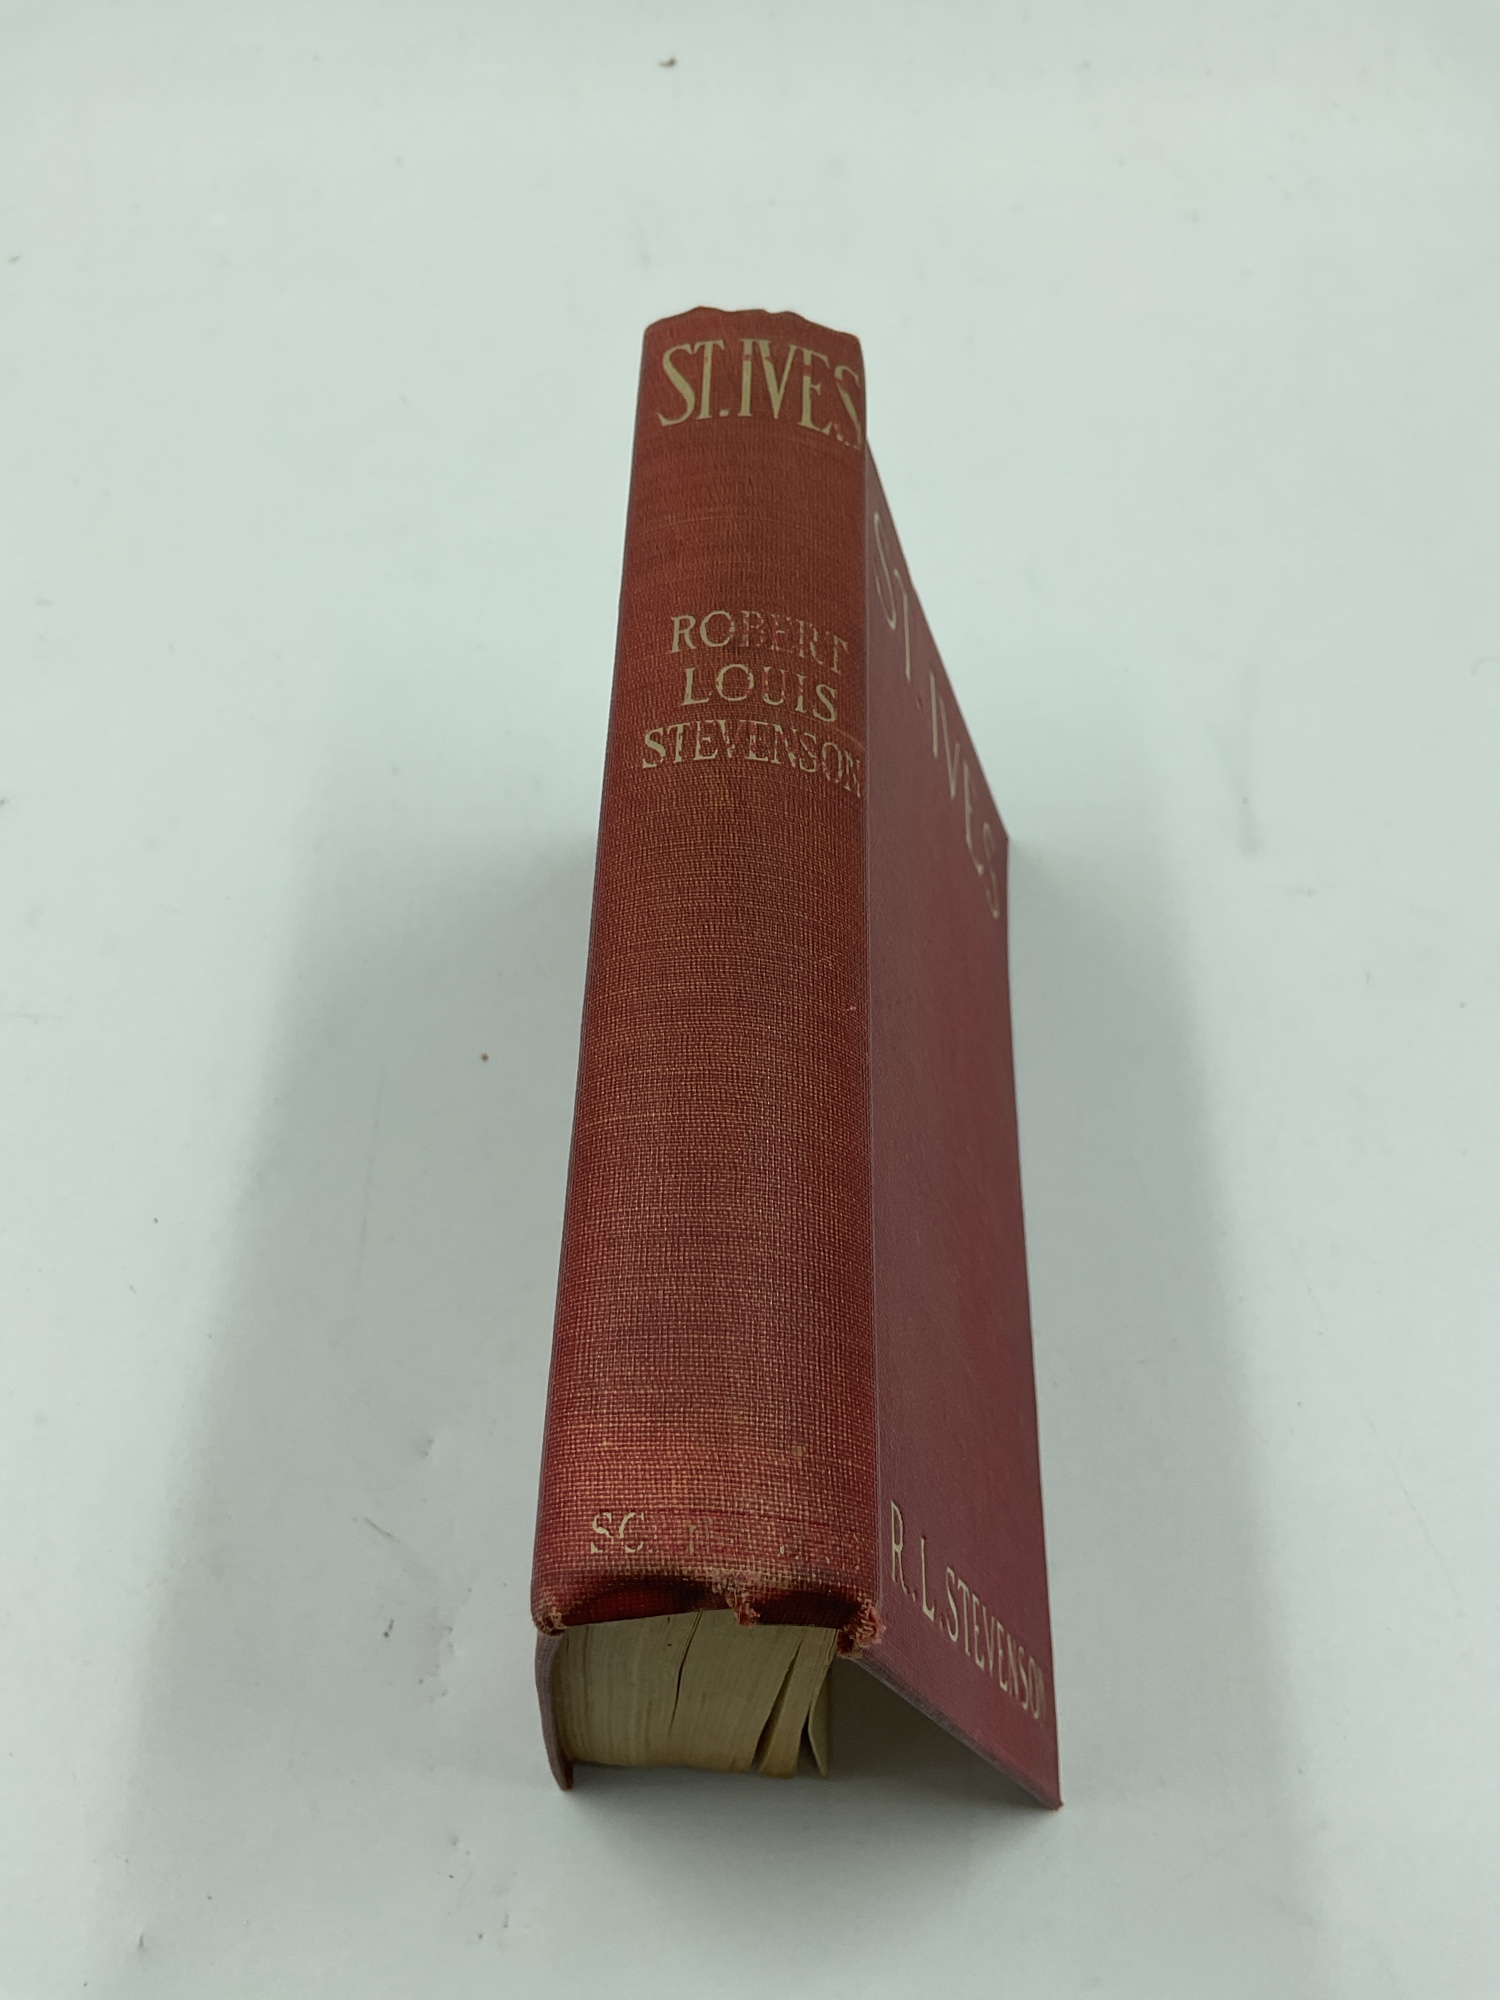 ST. IVES
ROBERT
LOUIS
STEVENSON
ST. IVES
R. L. STEVENSON